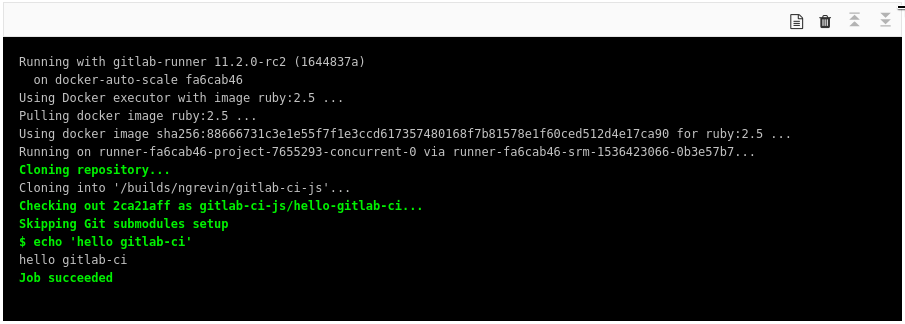 Running with gitlab-runner 11.2.0-rc2 (1644837a)
on docker-auto-scale fa6cab46
Using Docker executor with image ruby:2.5 ...
Pulling docker image ruby:2.5 ...
Using docker image sha256:88666731c3e1e55f7f1e3ccd617357480168f7b81578e1f60ced512d4e17ca90 for ruby:2.5 ...
Running on runner-fa6cab46-project-7655293-concurrent-0 via runner-fa6cab46-srm-1536423066-0b3e57b7...
Cloning repository...
Cloning into '/builds/ngrevin/gitlab-ci-js'...
Checking out 2ca21aff as gitlab-ci-js/hello-gitlab-ci...
Skipping Git submodules setup
$ echo 'hello gitlab-ci'
hello gitlab-ci
Job succeeded